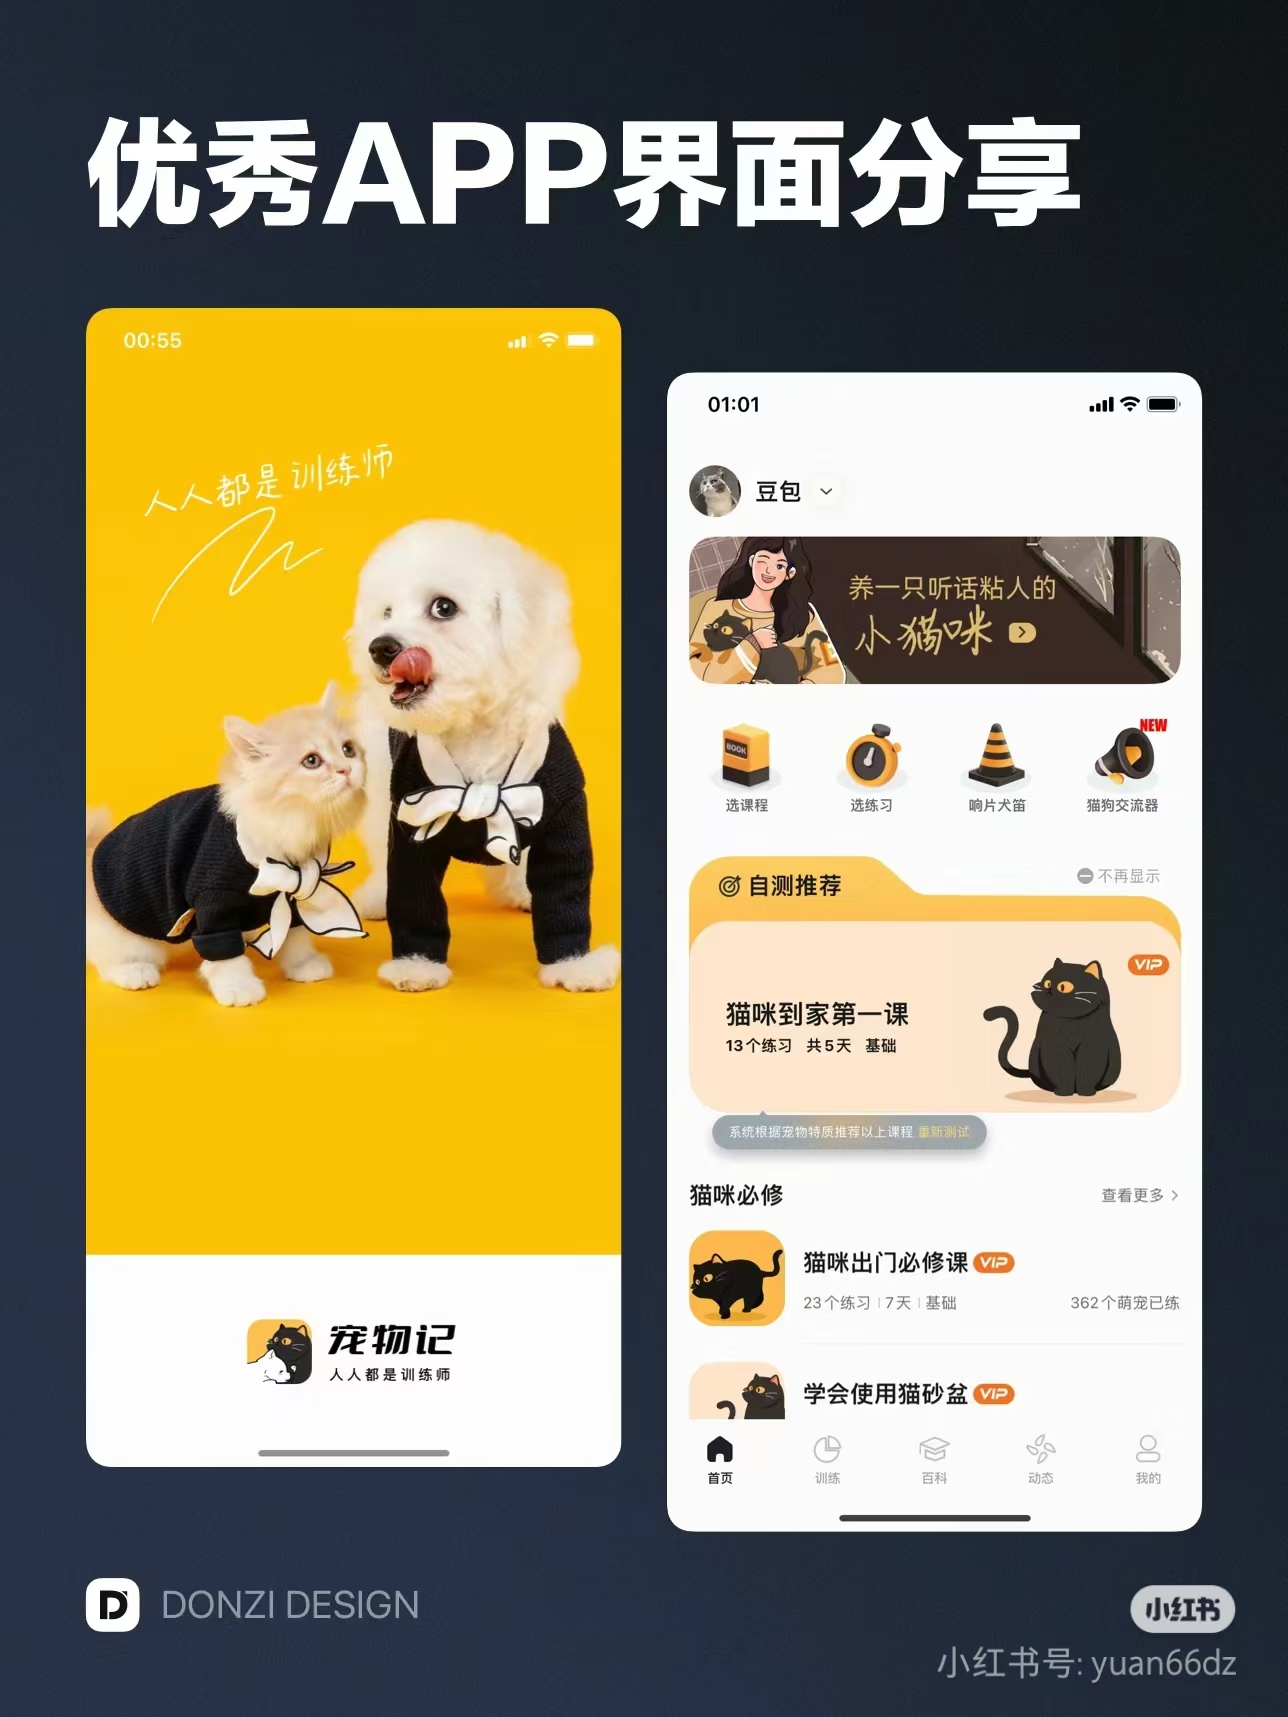 优秀APP界面分享
00:55
人人都是训练师
宠物记
人人都是训练师
01:01
豆包
养一只听话粘人的
小猫咪
BOOK
NEW
选课程 选练习 响片犬笛 猫狗交流器
自测推荐
不再显示
VIP
猫咪到家第一课
13个练习 共5天 基础
系统根据宠物特质推荐以上课程 重新测试
猫咪必修 查看更多
猫咪出门必修课 VIP
23个练习 | 7天 | 基础 362个萌宠已练
学会使用猫砂盆 VIP
首页 训练 百科 动态 我的
D DONZI DESIGN
小红书
小红书号: yuan66dz